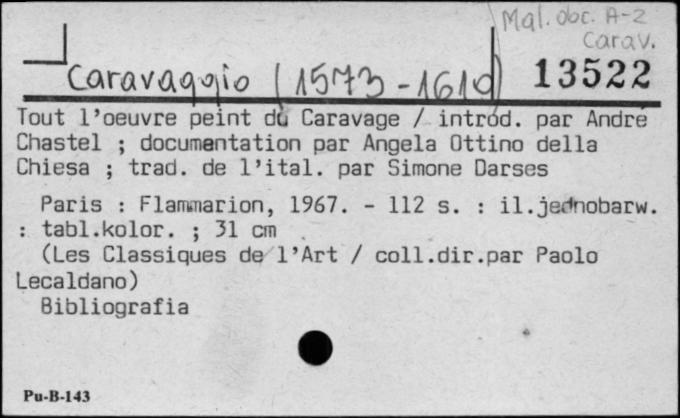 Mal. obc. A-Z
Carav.
Caravaggio (1573-1610)
13522
Tout l'oeuvre peint du Caravage / introd. par André
Chastel ; documentation par Angela Ottino della
Chiesa ; trad. de l'ital. par Simone Darses
Paris : Flammarion, 1967. - 112 s. : il.jednobarw.
: tabl.kolor. ; 31 cm
(Les Classiques de l'Art / coll.dir.par Paolo
Lecaldano)
Bibliografia
Pu-B-143